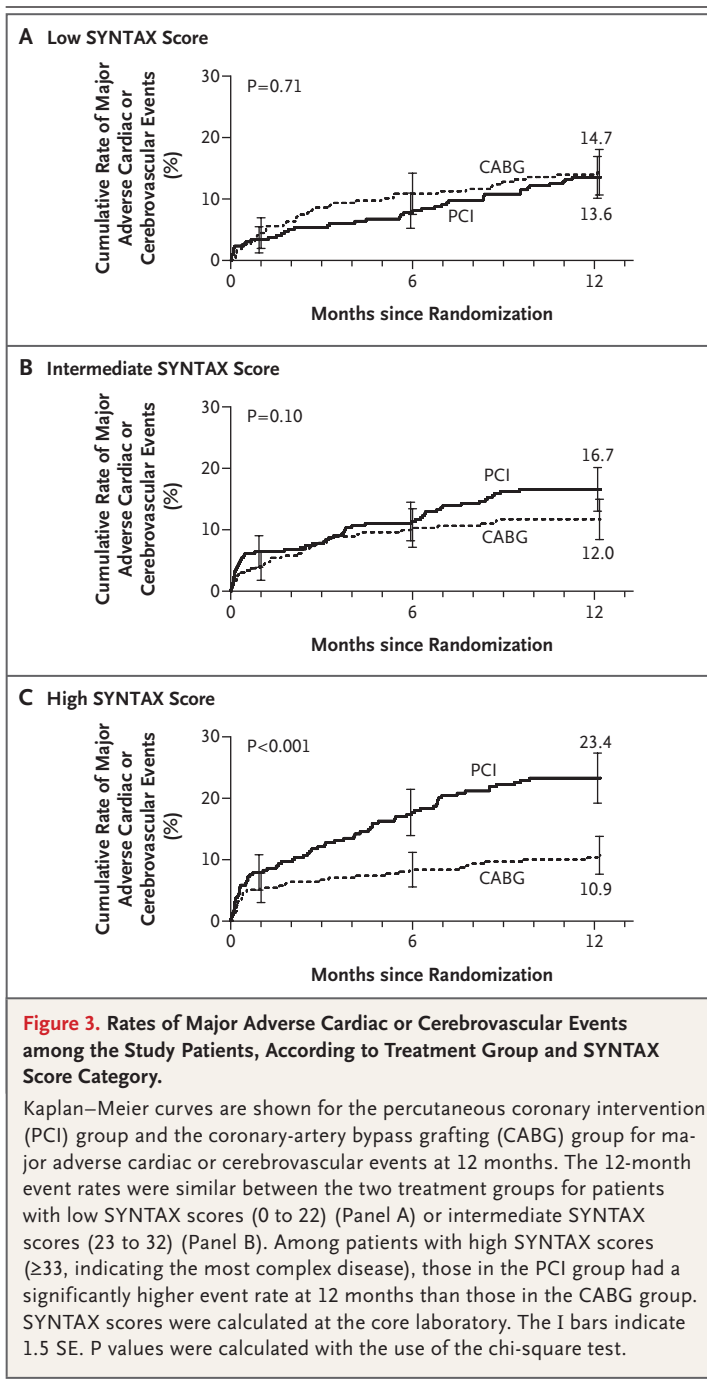 A Low SYNTAX Score
Cumulative Rate of Major
Adverse Cardiac or
Cerebrovascular Events
(%)
30
20
10
0
P=0.71
CABG
PCI
14.7
13.6
0
6
12
Months since Randomization
B Intermediate SYNTAX Score
Cumulative Rate of Major
Adverse Cardiac or
Cerebrovascular Events
(%)
30
20
10
0
P=0.10
PCI
CABG
16.7
12.0
0
6
12
Months since Randomization
C High SYNTAX Score
Cumulative Rate of Major
Adverse Cardiac or
Cerebrovascular Events
(%)
30
20
10
0
P<0.001
PCI
CABG
23.4
10.9
0
6
12
Months since Randomization
Figure 3. Rates of Major Adverse Cardiac or Cerebrovascular Events
among the Study Patients, According to Treatment Group and SYNTAX
Score Category.
Kaplan–Meier curves are shown for the percutaneous coronary intervention
(PCI) group and the coronary-artery bypass grafting (CABG) group for ma-
jor adverse cardiac or cerebrovascular events at 12 months. The 12-month
event rates were similar between the two treatment groups for patients
with low SYNTAX scores (0 to 22) (Panel A) or intermediate SYNTAX
scores (23 to 32) (Panel B). Among patients with high SYNTAX scores
(≥33, indicating the most complex disease), those in the PCI group had a
significantly higher event rate at 12 months than those in the CABG group.
SYNTAX scores were calculated at the core laboratory. The I bars indicate
1.5 SE. P values were calculated with the use of the chi-square test.